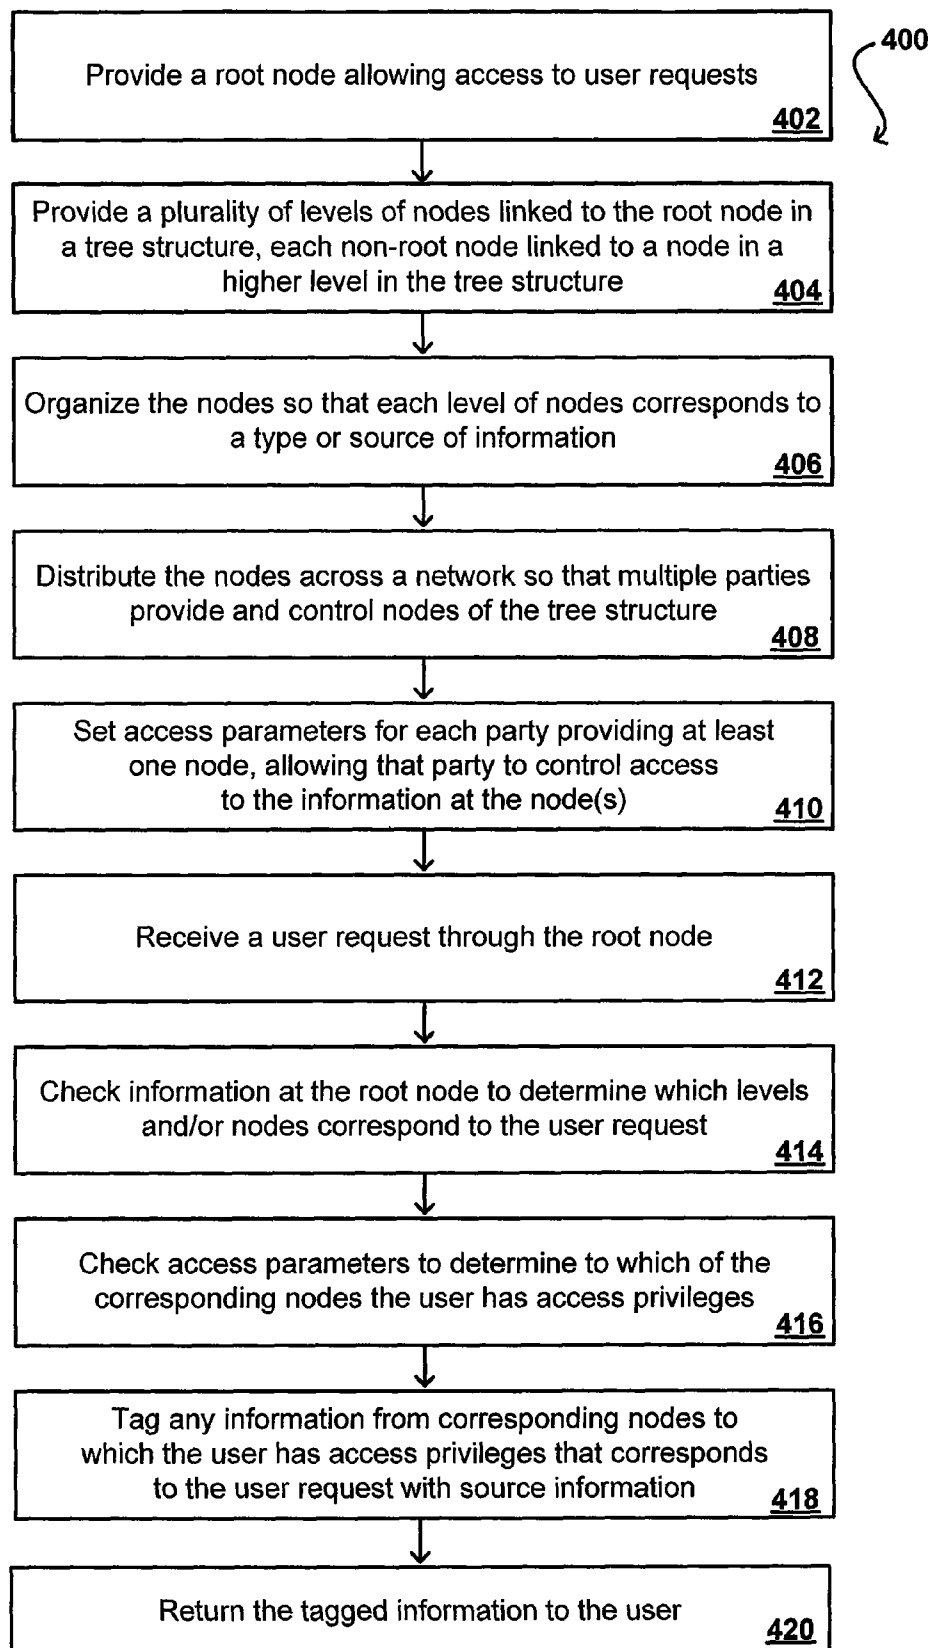 400
Provide a root node allowing access to user requests
402
Provide a plurality of levels of nodes linked to the root node in
a tree structure, each non-root node linked to a node in a
higher level in the tree structure
404
Organize the nodes so that each level of nodes corresponds to
a type or source of information
406
Distribute the nodes across a network so that multiple parties
provide and control nodes of the tree structure
408
Set access parameters for each party providing at least
one node, allowing that party to control access
to the information at the node(s)
410
Receive a user request through the root node
412
Check information at the root node to determine which levels
and/or nodes correspond to the user request
414
Check access parameters to determine to which of the
corresponding nodes the user has access privileges
416
Tag any information from corresponding nodes to
which the user has access privileges that corresponds
to the user request with source information
418
Return the tagged information to the user
420